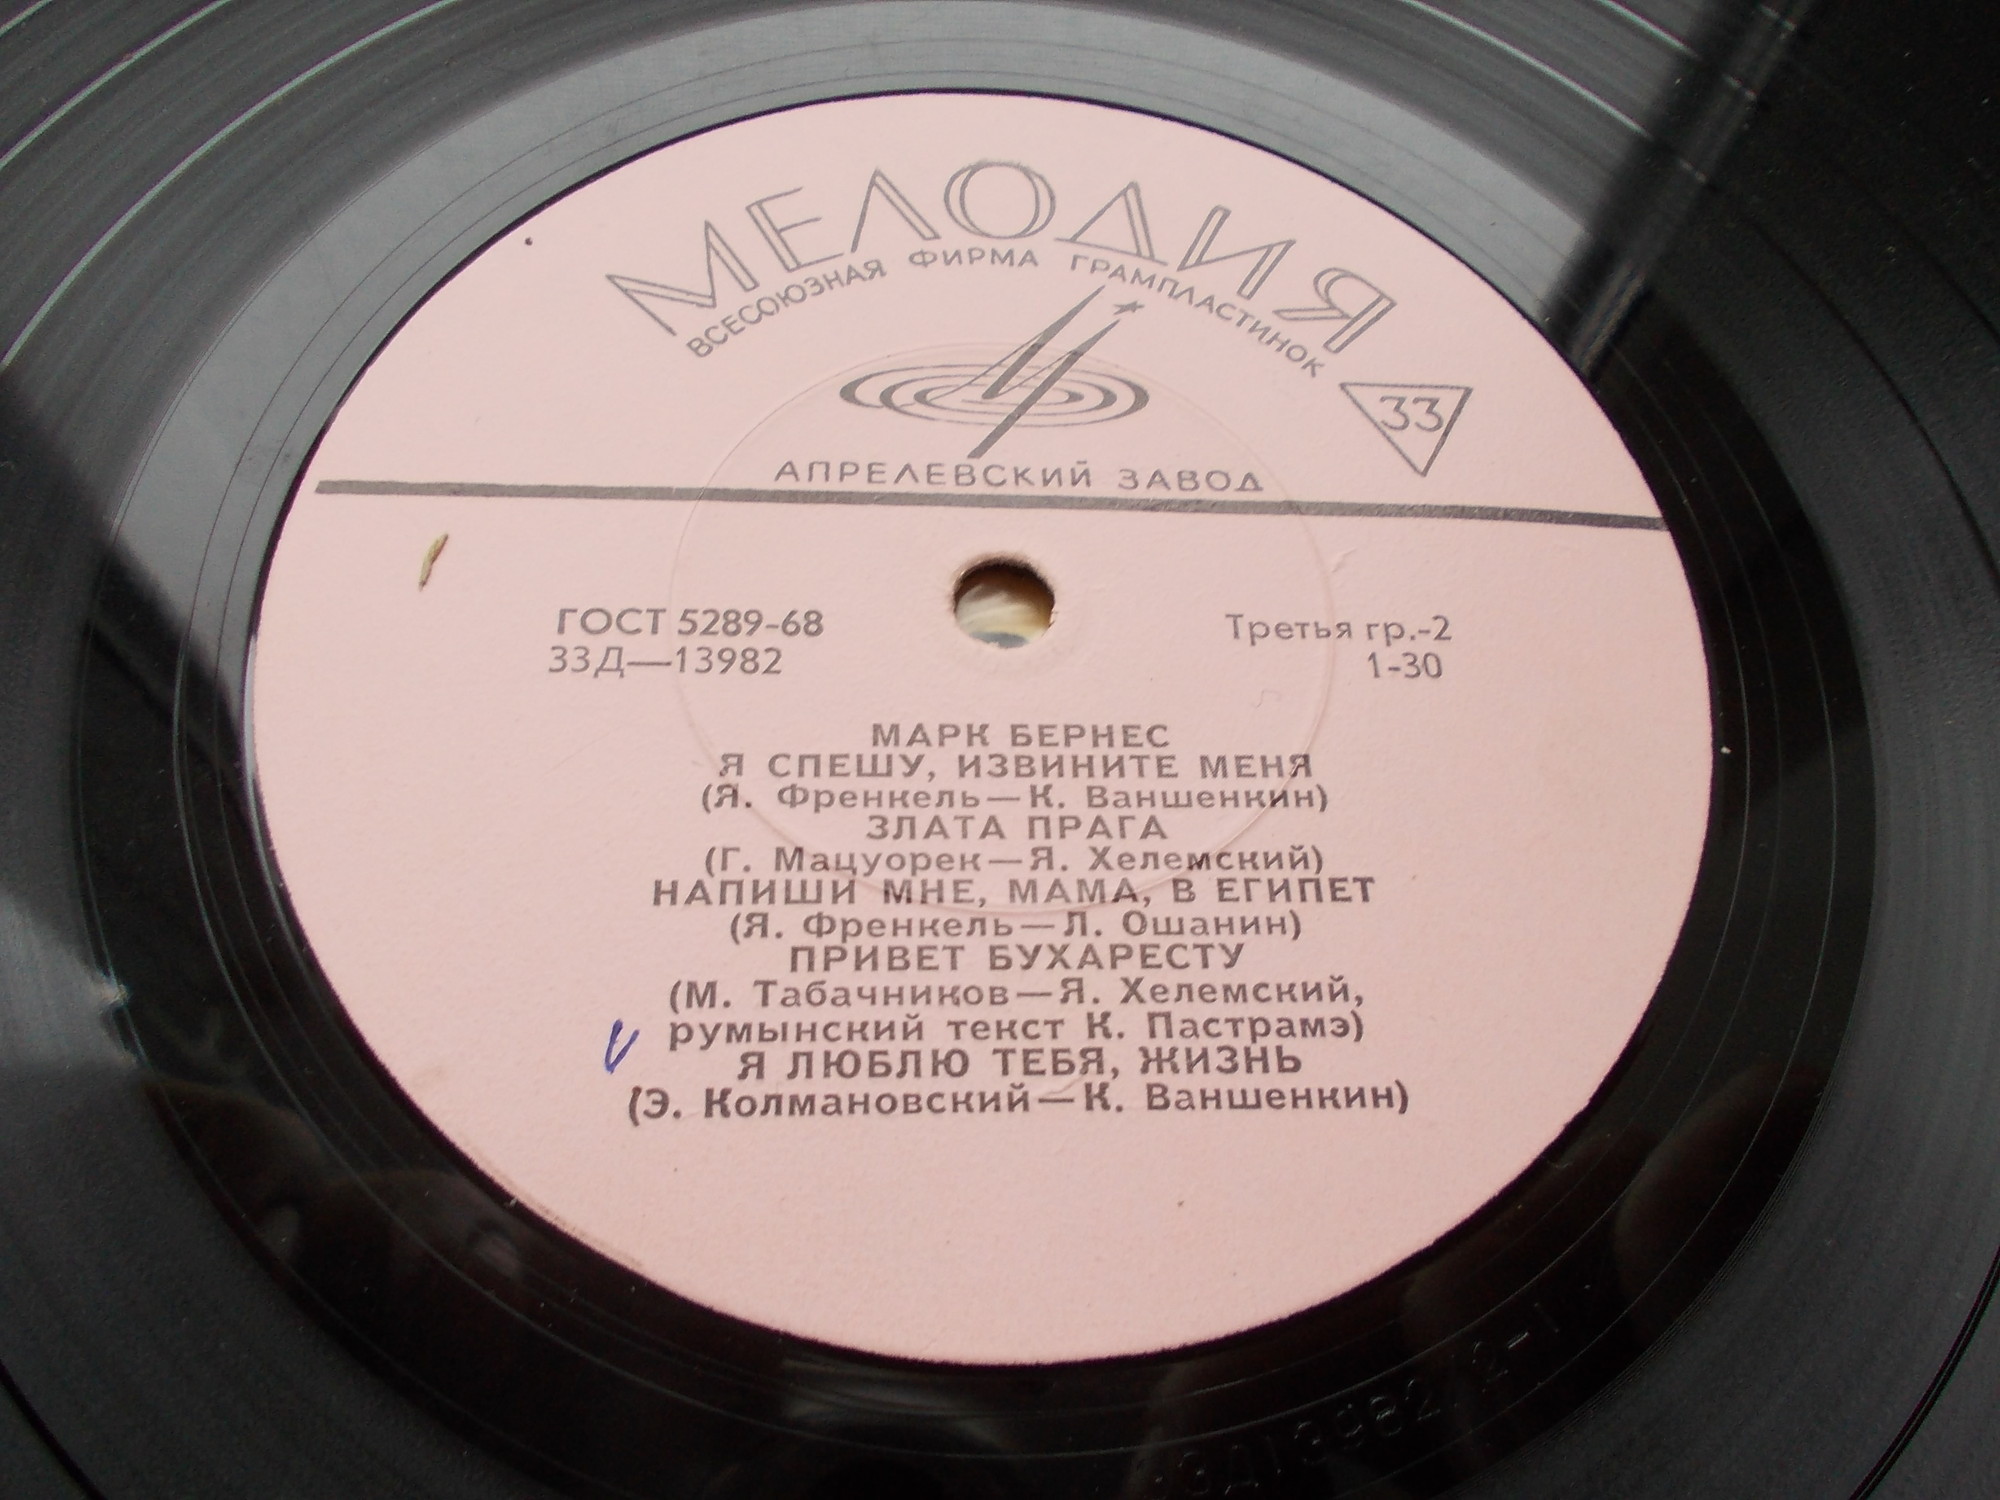 МЕЛОДИЯ
ВСЕСОЮЗНАЯ ФИРМА ГРАМПЛАСТИНОК
33
АПРЕЛЕВСКИЙ ЗАВОД
ГОСТ 5289-68
Третья гр.-2
33Д—13982
1-30
МАРК БЕРНЕС
Я СПЕШУ, ИЗВИНИТЕ МЕНЯ
(Я. Френкель—К. Ваншенкин)
ЗЛАТА ПРАГА
(Г. Мацуорек—Я. Хелемский)
НАПИШИ МНЕ, МАМА, В ЕГИПЕТ
(Я. Френкель—Л. Ошанин)
ПРИВЕТ БУХАРЕСТУ
(М. Табачников—Я. Хелемский,
румынский текст К. Пастрамэ)
Я ЛЮБЛЮ ТЕБЯ, ЖИЗНЬ
(Э. Колмановский—К. Ваншенкин)